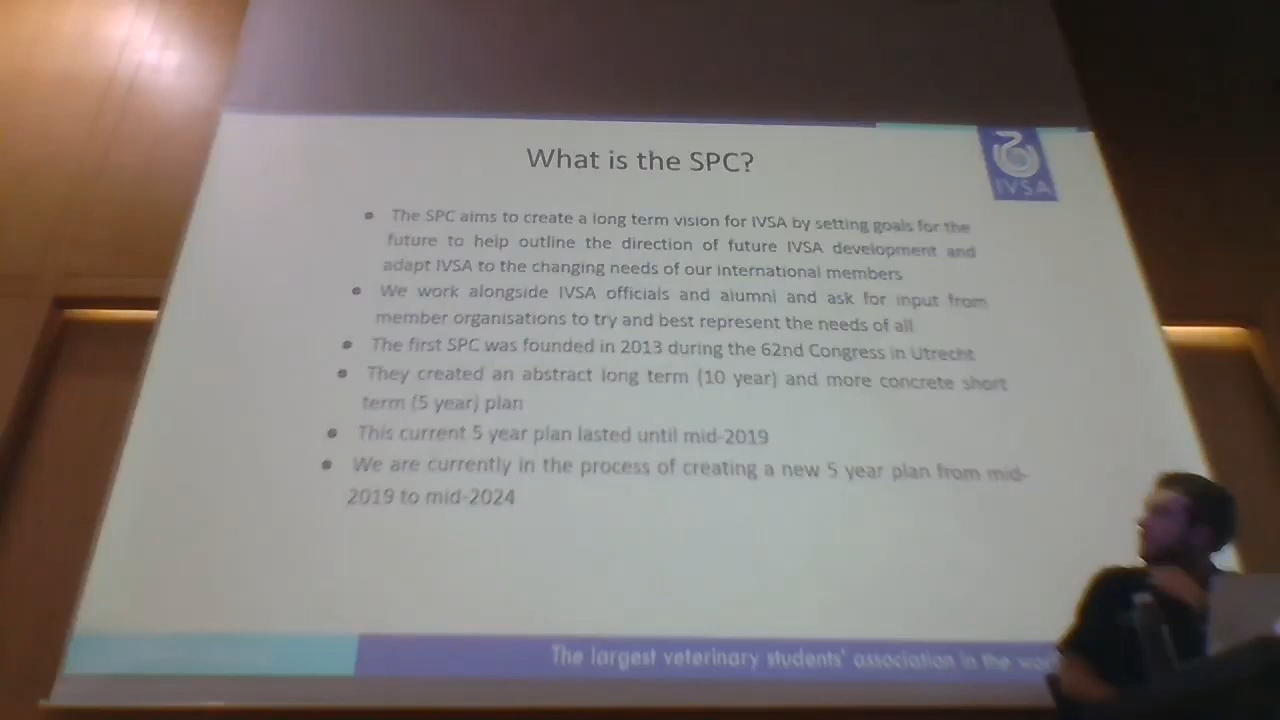 What is the SPC?
IVSA
The SPC aims to create a long term vision for IVSA by setting goals for the
future to help outline the direction of future IVSA development and
adapt IVSA to the changing needs of our international members
We work alongside IVSA officials and alumni and ask for input from
member organisations to try and best represent the needs of all
The first SPC was founded in 2013 during the 62nd Congress in Utrecht
They created an abstract long term (10 year) and more concrete short
term (5 year) plan
This current 5 year plan lasted until mid-2019
We are currently in the process of creating a new 5 year plan from mid-
2019 to mid-2024
The largest veterinary students' association in the